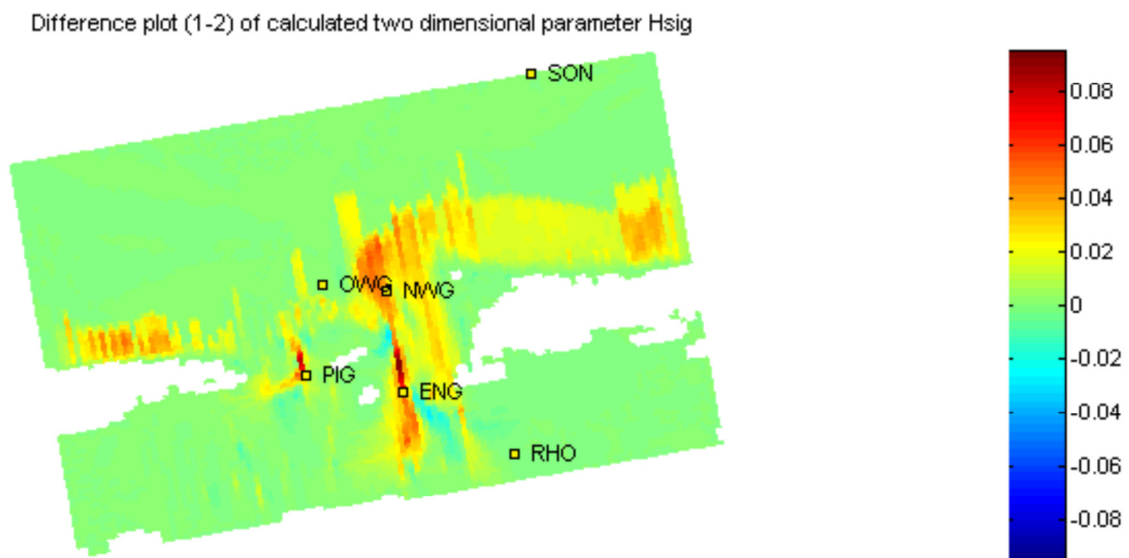 Difference plot (1-2) of calculated two dimensional parameter Hsig
SON
OWG
NWG
PIG
ENG
RHO
0.08
0.06
0.04
0.02
0
-0.02
-0.04
-0.06
-0.08